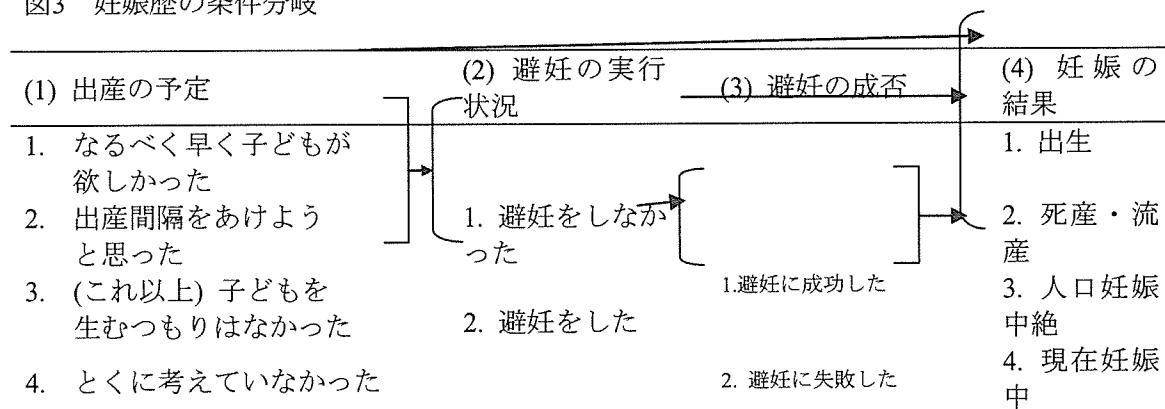 図3 妊娠歴の条件分岐
(1) 出産の予定
(2) 避妊の実行
状況
(3) 避妊の成否
(4) 妊娠の
結果
1. なるべく早く子どもが
欲しかった
2. 出産間隔をあけよう
と思った
3. (これ以上) 子どもを
生むつもりはなかった
4. とくに考えていなかった
1. 避妊をしなか
った
2. 避妊をした
1.避妊に成功した
2. 避妊に失敗した
1. 出生
2. 死産・流
産
3. 人口妊娠
中絶
4. 現在妊娠
中